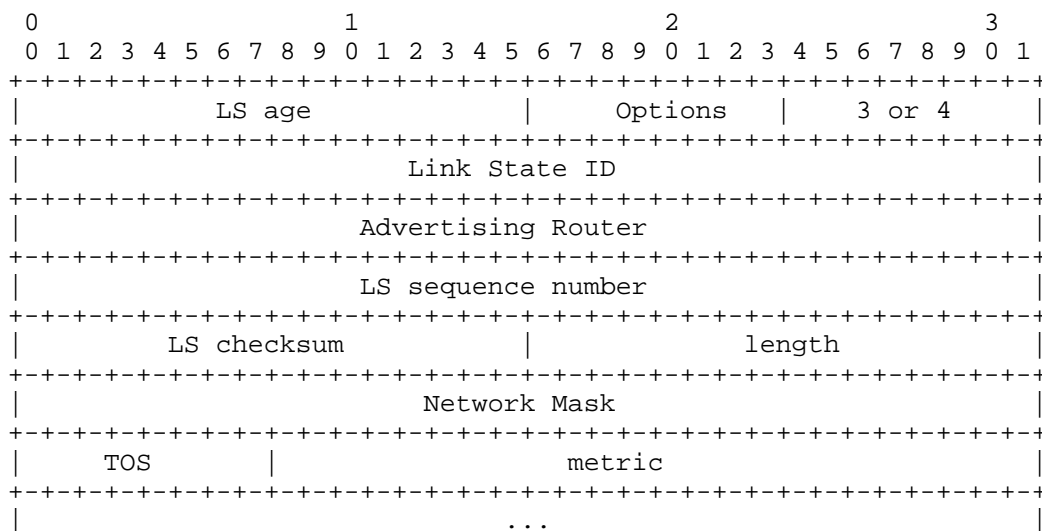 0                   1                   2                   3
0 1 2 3 4 5 6 7 8 9 0 1 2 3 4 5 6 7 8 9 0 1 2 3 4 5 6 7 8 9 0 1
+-+-+-+-+-+-+-+-+-+-+-+-+-+-+-+-+-+-+-+-+-+-+-+-+-+-+-+-+-+-+-+-+
|            LS age             |     Options   |    3 or 4     |
+-+-+-+-+-+-+-+-+-+-+-+-+-+-+-+-+-+-+-+-+-+-+-+-+-+-+-+-+-+-+-+-+
|                        Link State ID                          |
+-+-+-+-+-+-+-+-+-+-+-+-+-+-+-+-+-+-+-+-+-+-+-+-+-+-+-+-+-+-+-+-+
|                     Advertising Router                        |
+-+-+-+-+-+-+-+-+-+-+-+-+-+-+-+-+-+-+-+-+-+-+-+-+-+-+-+-+-+-+-+-+
|                     LS sequence number                        |
+-+-+-+-+-+-+-+-+-+-+-+-+-+-+-+-+-+-+-+-+-+-+-+-+-+-+-+-+-+-+-+-+
|         LS checksum           |             length            |
+-+-+-+-+-+-+-+-+-+-+-+-+-+-+-+-+-+-+-+-+-+-+-+-+-+-+-+-+-+-+-+-+
|                         Network Mask                          |
+-+-+-+-+-+-+-+-+-+-+-+-+-+-+-+-+-+-+-+-+-+-+-+-+-+-+-+-+-+-+-+-+
|     TOS       |                  metric                       |
+-+-+-+-+-+-+-+-+-+-+-+-+-+-+-+-+-+-+-+-+-+-+-+-+-+-+-+-+-+-+-+-+
|                              ...                              |